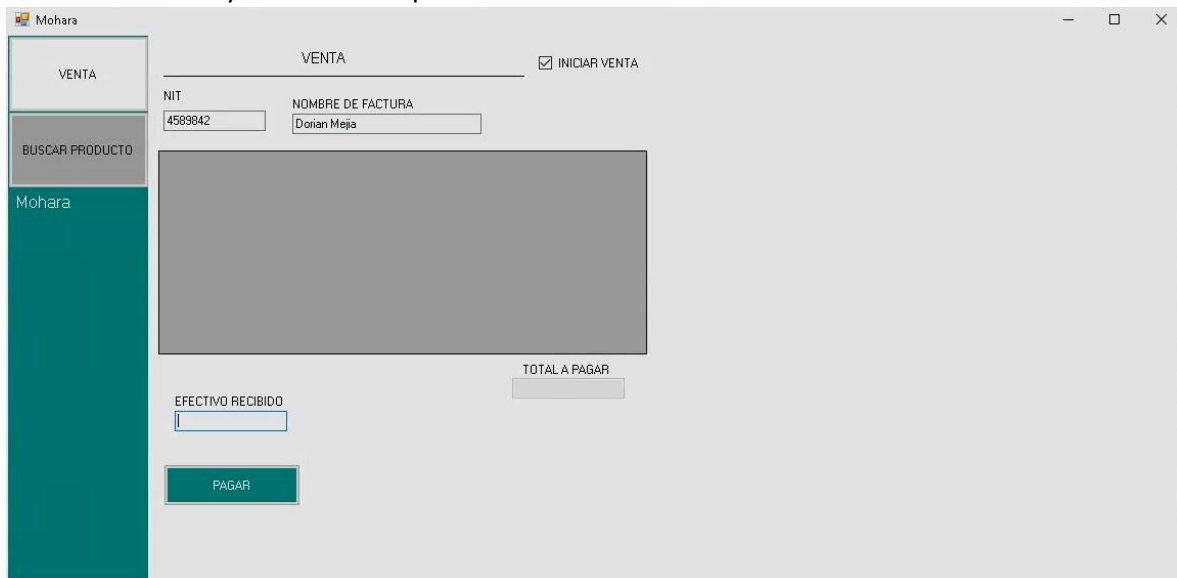 Mohara
VENTA
BUSCAR PRODUCTO
Mohara
VENTA
INICIAR VENTA
NIT
NOMBRE DE FACTURA
4589842
Dorian Mejia
TOTAL A PAGAR
EFECTIVO RECIBIDO
PAGAR